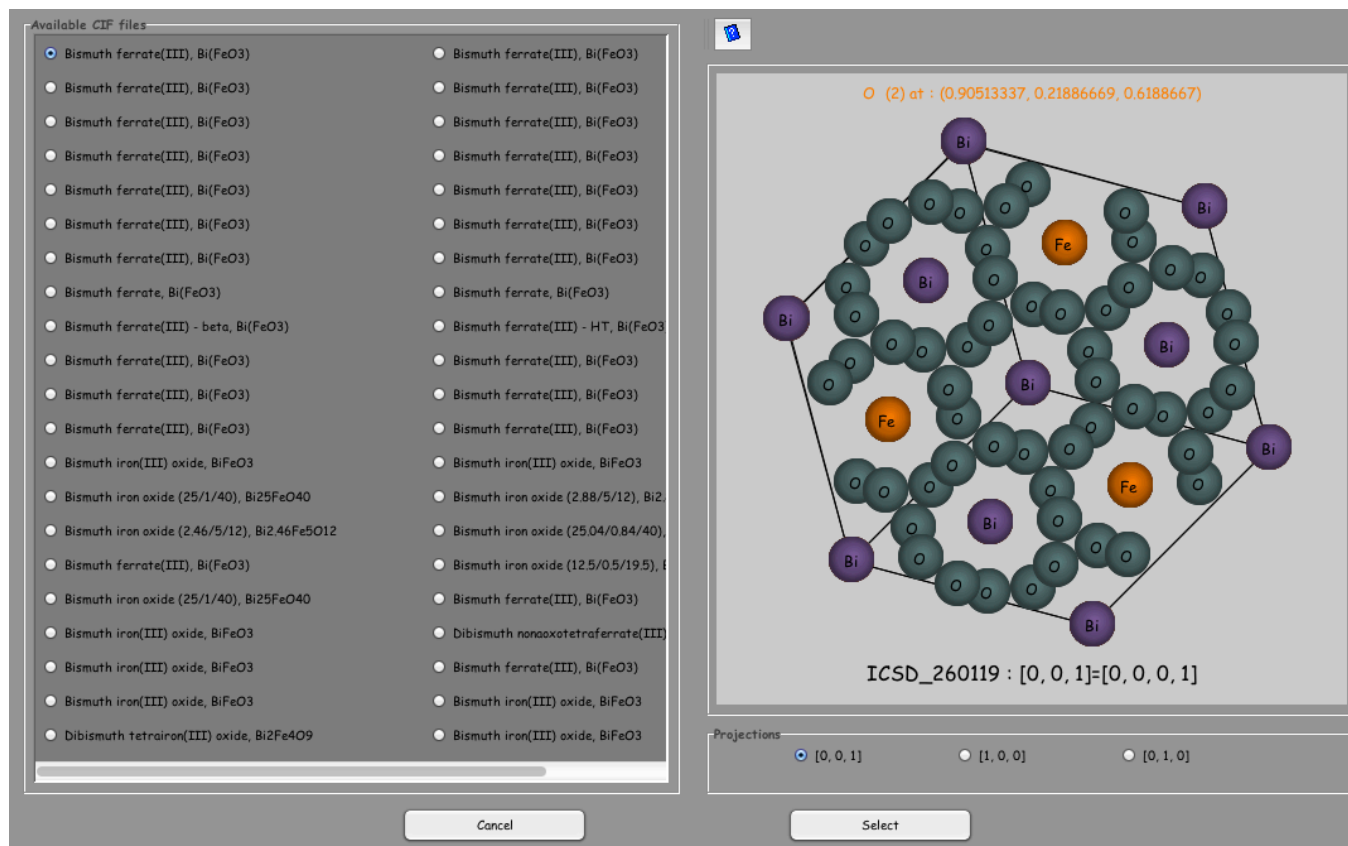 Available CIF files
Bismuth ferrate(III), Bi(FeO3)
Bismuth ferrate(III), Bi(FeO3)
Bismuth ferrate(III), Bi(FeO3)
Bismuth ferrate(III), Bi(FeO3)
Bismuth ferrate(III), Bi(FeO3)
Bismuth ferrate(III), Bi(FeO3)
Bismuth ferrate(III), Bi(FeO3)
Bismuth ferrate, Bi(FeO3)
Bismuth ferrate(III) - beta, Bi(FeO3)
Bismuth ferrate(III), Bi(FeO3)
Bismuth ferrate(III), Bi(FeO3)
Bismuth ferrate(III), Bi(FeO3)
Bismuth iron(III) oxide, BiFeO3
Bismuth iron oxide (25/1/40), Bi25FeO40
Bismuth iron oxide (2.46/5/12), Bi2.46Fe5O12
Bismuth ferrate(III), Bi(FeO3)
Bismuth iron oxide (25/1/40), Bi25FeO40
Bismuth iron(III) oxide, BiFeO3
Bismuth iron(III) oxide, BiFeO3
Bismuth iron(III) oxide, BiFeO3
Dibismuth tetrairon(III) oxide, Bi2Fe4O9
Bismuth ferrate(III), Bi(FeO3)
Bismuth ferrate(III), Bi(FeO3)
Bismuth ferrate(III), Bi(FeO3)
Bismuth ferrate(III), Bi(FeO3)
Bismuth ferrate(III), Bi(FeO3)
Bismuth ferrate(III), Bi(FeO3)
Bismuth ferrate(III), Bi(FeO3)
Bismuth ferrate, Bi(FeO3)
Bismuth ferrate(III) - HT, Bi(FeO3
Bismuth ferrate(III), Bi(FeO3)
Bismuth ferrate(III), Bi(FeO3)
Bismuth ferrate(III), Bi(FeO3)
Bismuth iron(III) oxide, BiFeO3
Bismuth iron oxide (2.88/5/12), Bi2.
Bismuth iron oxide (25.04/0.84/40),
Bismuth iron oxide (12.5/0.5/19.5), B
Bismuth ferrate(III), Bi(FeO3)
Dibismuth nonaoxotetraferrate(III)
Bismuth ferrate(III), Bi(FeO3)
Bismuth iron(III) oxide, BiFeO3
Bismuth iron(III) oxide, BiFeO3
O (2) at : (0.90513337, 0.21886669, 0.6188667)
Bi
O
Bi
O
O
O
O
O
O
O
Fe
O
O
O
O
O
Bi
O
O
O
O
O
O
O
Bi
O
O
O
Bi
O
O
O
O
O
O
O
O
O
Bi
O
O
O
O
O
O
Fe
O
O
O
O
O
O
O
Bi
O
O
O
O
O
O
Fe
O
O
Bi
O
O
O
Bi
O
O
O
O
O
O
Bi
ICSD_260119 : [0, 0, 1]=[0, 0, 0, 1]
Projections
[0, 0, 1]
[1, 0, 0]
[0, 1, 0]
Cancel
Select